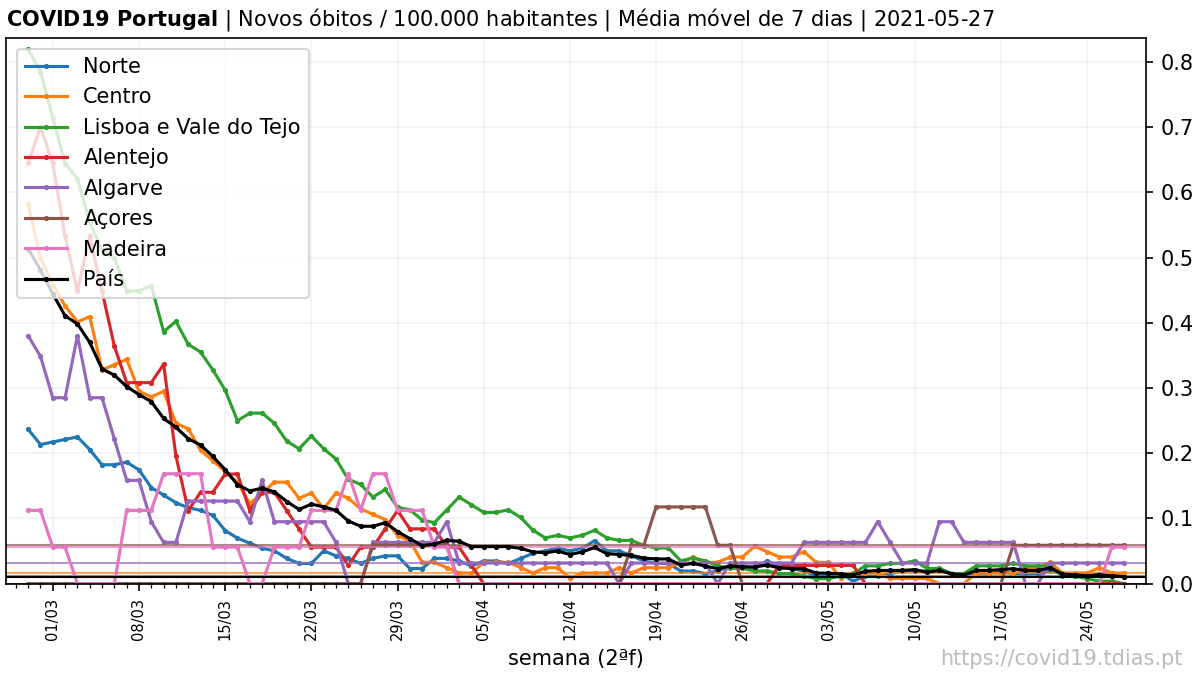 COVID19 Portugal | Novos óbitos / 100.000 habitantes | Média móvel de 7 dias | 2021-05-27
Norte
Centro
Lisboa e Vale do Tejo
Alentejo
Algarve
Açores
Madeira
País
0.8
0.7
0.6
0.5
0.4
0.3
0.2
0.1
0.0
01/03 08/03 15/03 22/03 29/03 05/04 12/04 19/04 26/04 03/05 10/05 17/05 24/05
semana (2ªf)
https://covid19.tdias.pt